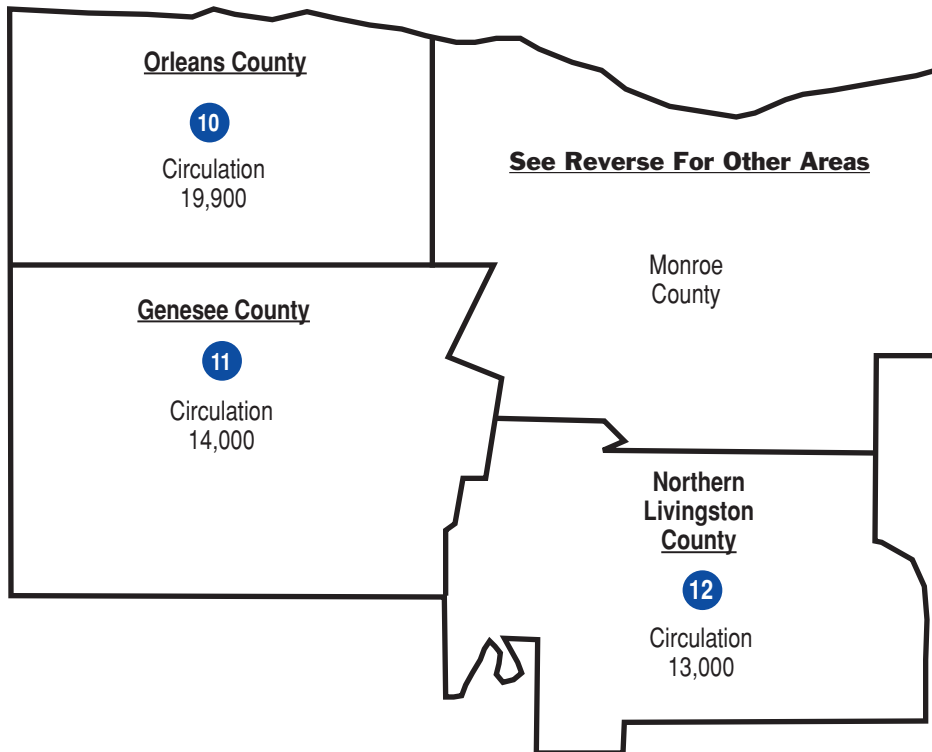 Orleans County
10
Circulation
19,900
See Reverse For Other Areas
Monroe
County
Genesee County
11
Circulation
14,000
Northern
Livingston
County
12
Circulation
13,000